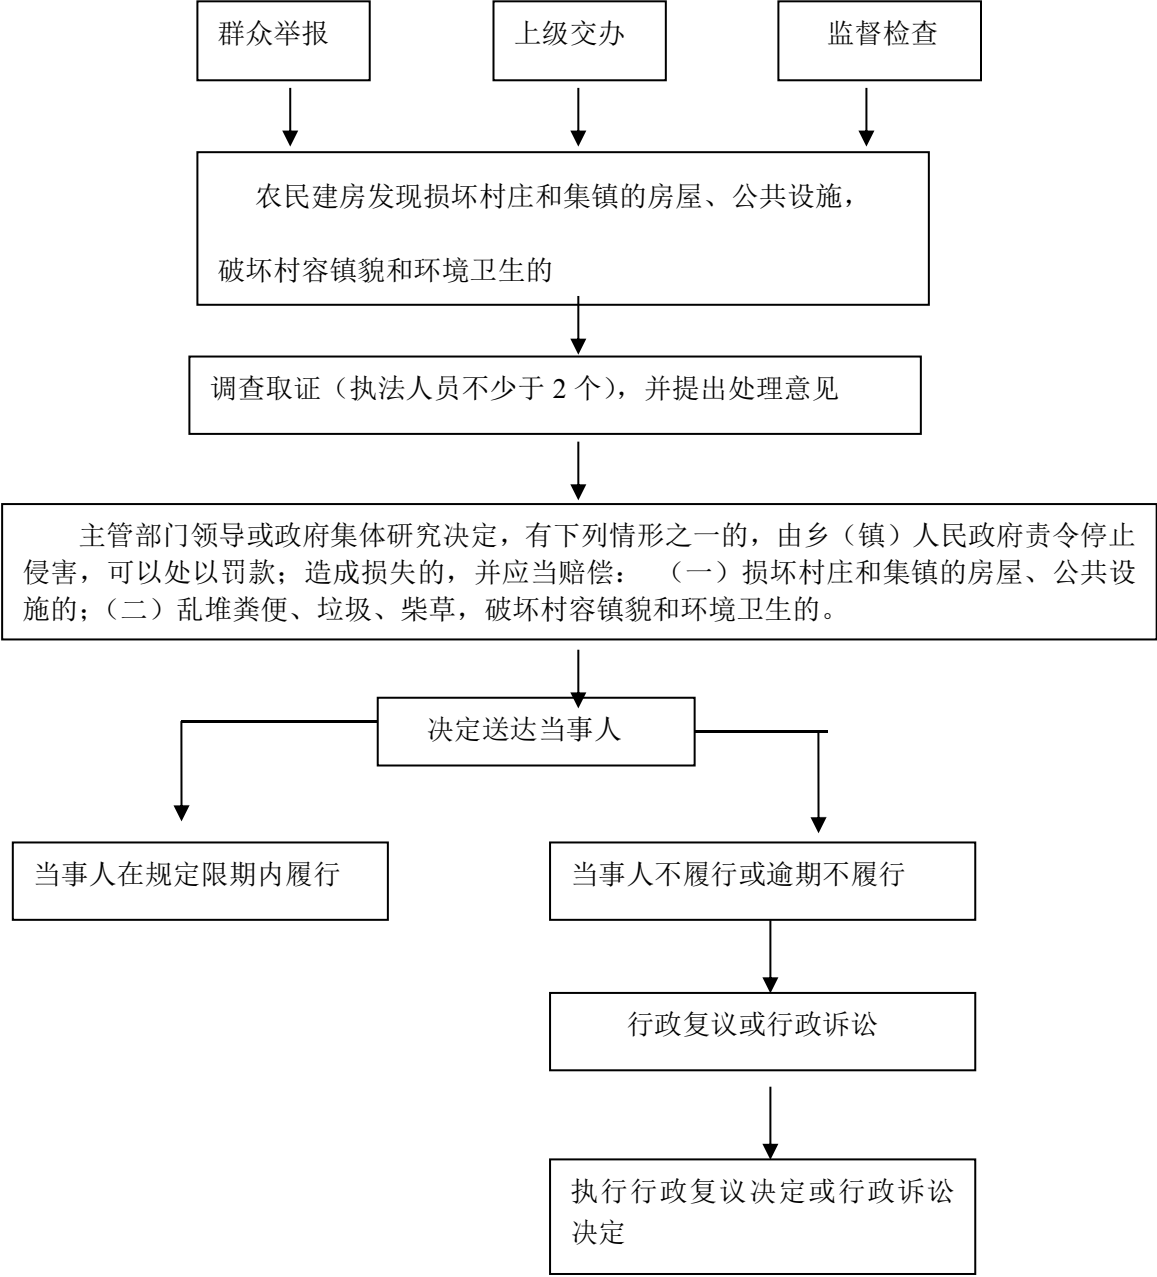 群众举报
上级交办
监督检查
农民建房发现损坏村庄和集镇的房屋、公共设施，
破坏村容镇貌和环境卫生的
调查取证（执法人员不少于 2 个），并提出处理意见
主管部门领导或政府集体研究决定，有下列情形之一的，由乡（镇）人民政府责令停止
侵害，可以处以罚款；造成损失的，并应当赔偿： （一）损坏村庄和集镇的房屋、公共设
施的；（二）乱堆粪便、垃圾、柴草，破坏村容镇貌和环境卫生的。
决定送达当事人
当事人在规定限期内履行
当事人不履行或逾期不履行
行政复议或行政诉讼
执行行政复议决定或行政诉讼
决定